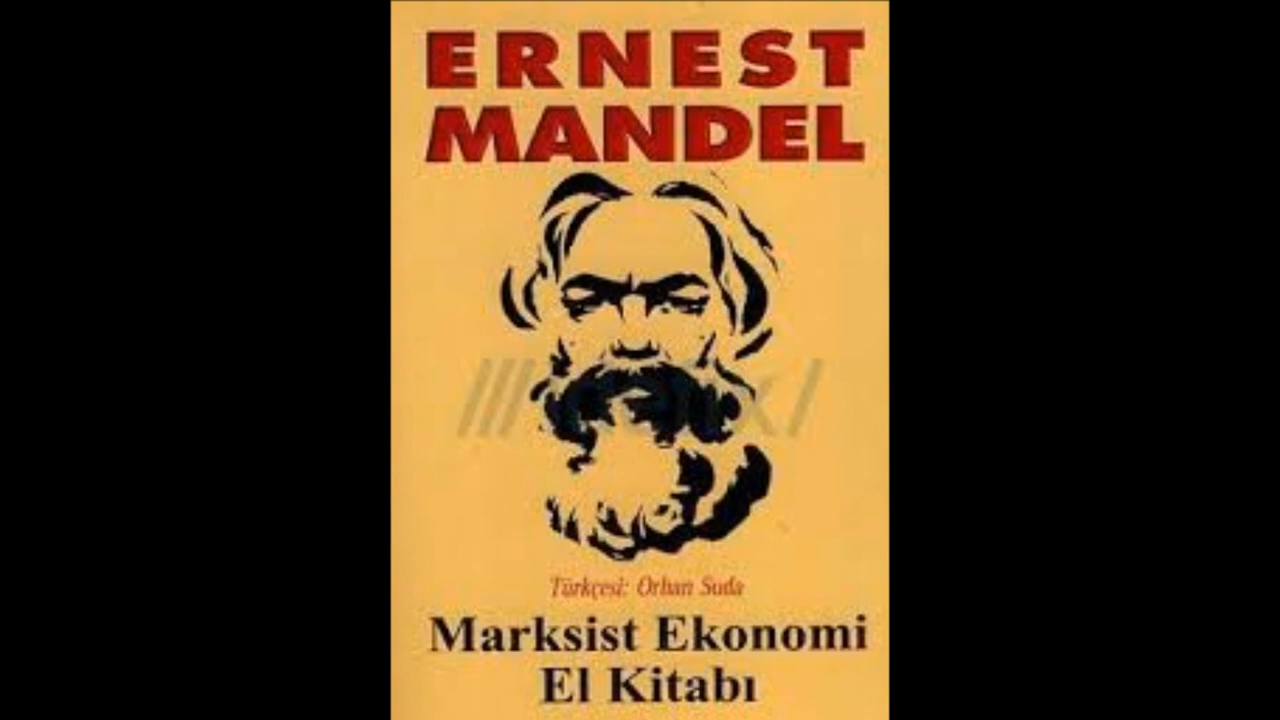 ERNEST
MANDEL
Türkçesi: Orhan Suda
Marksist Ekonomi
El Kitabı